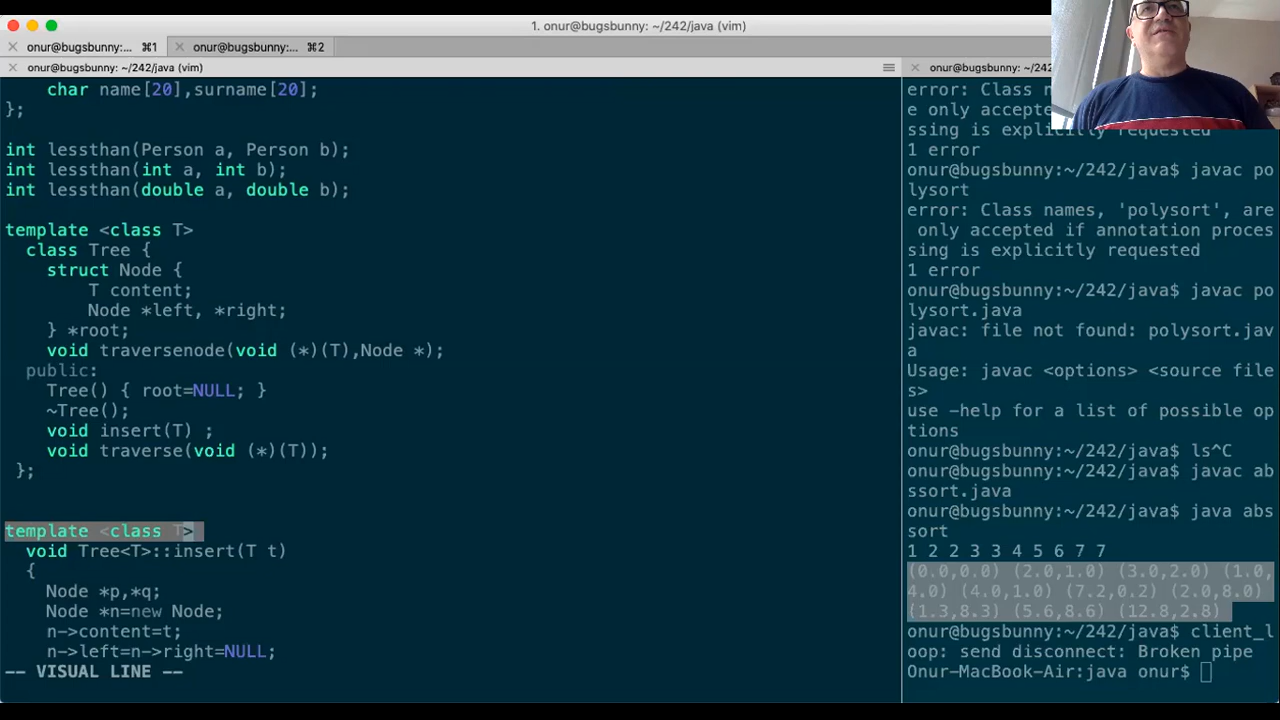 1. onur@bugsbunny: ~/242/java (vim)
onur@bugsbunny:... ⌘1
onur@bugsbunny:... ⌘2
onur@bugsbunny: ~/242/java (vim)
char name[20],surname[20];
};
int lessthan(Person a, Person b);
int lessthan(int a, int b);
int lessthan(double a, double b);
template <class T>
class Tree {
struct Node {
T content;
Node *left, *right;
} *root;
void traversenode(void (*)(T),Node *);
public:
Tree() { root=NULL; }
~Tree();
void insert(T) ;
void traverse(void (*)(T));
};
template <class T>
void Tree<T>::insert(T t)
{
Node *p,*q;
Node *n=new Node;
n->content=t;
n->left=n->right=NULL;
-- VISUAL LINE --
onur@bugsbunny: ~/242
error: Class
e only accepted
ssing is explicitly requested
1 error
onur@bugsbunny:~/242/java$ javac po
lysort
error: Class names, 'polysort', are
only accepted if annotation proces
sing is explicitly requested
1 error
onur@bugsbunny:~/242/java$ javac po
lysort.java
javac: file not found: polysort.jav
a
Usage: javac <options> <source file
s>
use -help for a list of possible op
tions
onur@bugsbunny:~/242/java$ ls^C
onur@bugsbunny:~/242/java$ javac ab
ssort.java
onur@bugsbunny:~/242/java$ java abs
sort
1 2 2 3 3 4 5 6 7 7
(0.0,0.0) (2.0,1.0) (3.0,2.0) (1.0,
4.0) (4.0,1.0) (7.2,0.2) (2.0,8.0)
(1.3,8.3) (5.6,8.6) (12.8,2.8)
onur@bugsbunny:~/242/java$ client_l
oop: send disconnect: Broken pipe
Onur-MacBook-Air:java onur$